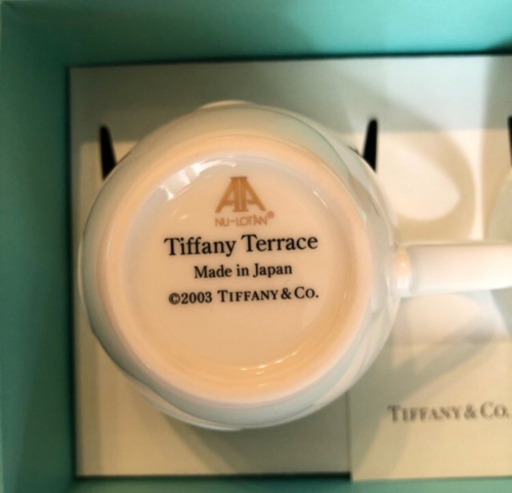 NU-LOTAN®
Tiffany Terrace
Made in Japan
©2003 TIFFANY & CO.
TIFFANY & CO.